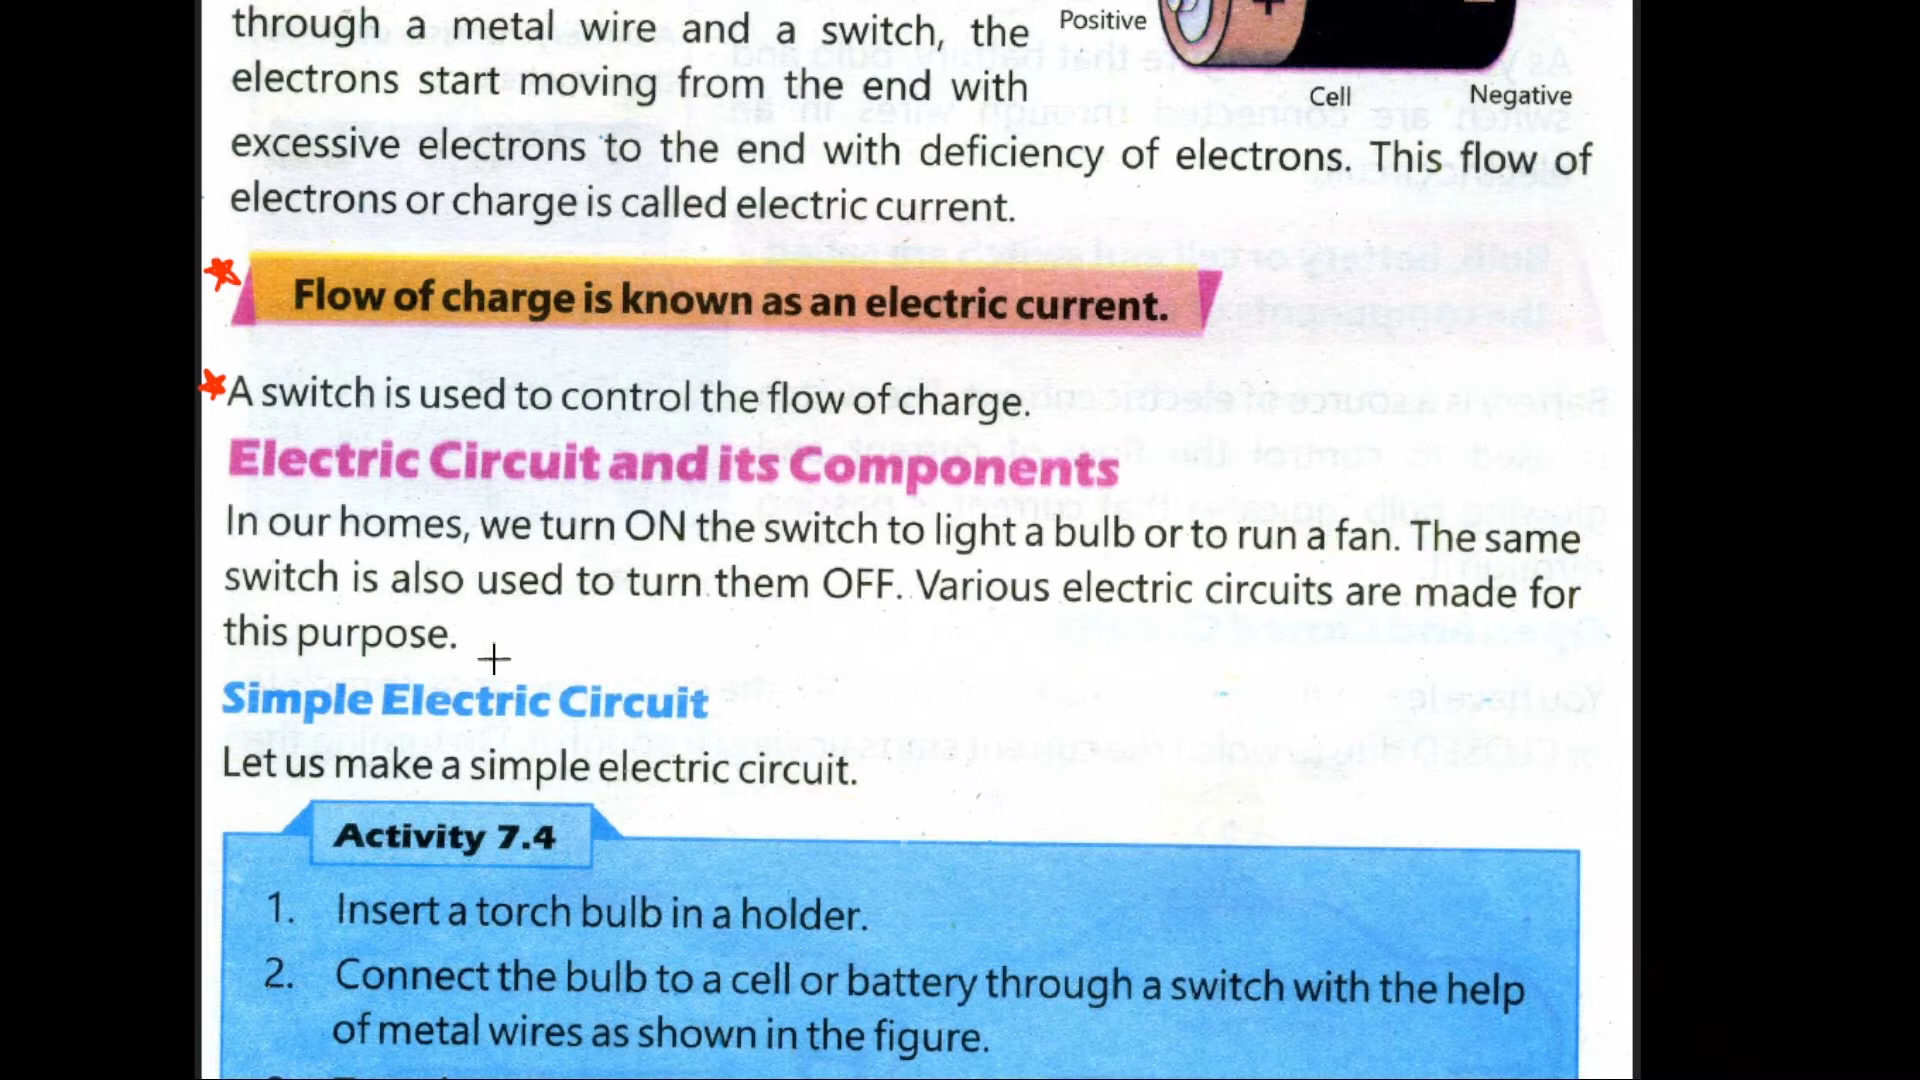 through a metal wire and a switch, the
Positive
electrons start moving from the end with
Cell
Negative
excessive electrons to the end with deficiency of electrons. This flow of
electrons or charge is called electric current.
Flow of charge is known as an electric current.
A switch is used to control the flow of charge.
Electric Circuit and its Components
In our homes, we turn ON the switch to light a bulb or to run a fan. The same
switch is also used to turn them OFF. Various electric circuits are made for
this purpose.
Simple Electric Circuit
Let us make a simple electric circuit.
Activity 7.4
1. Insert a torch bulb in a holder.
2. Connect the bulb to a cell or battery through a switch with the help
of metal wires as shown in the figure.